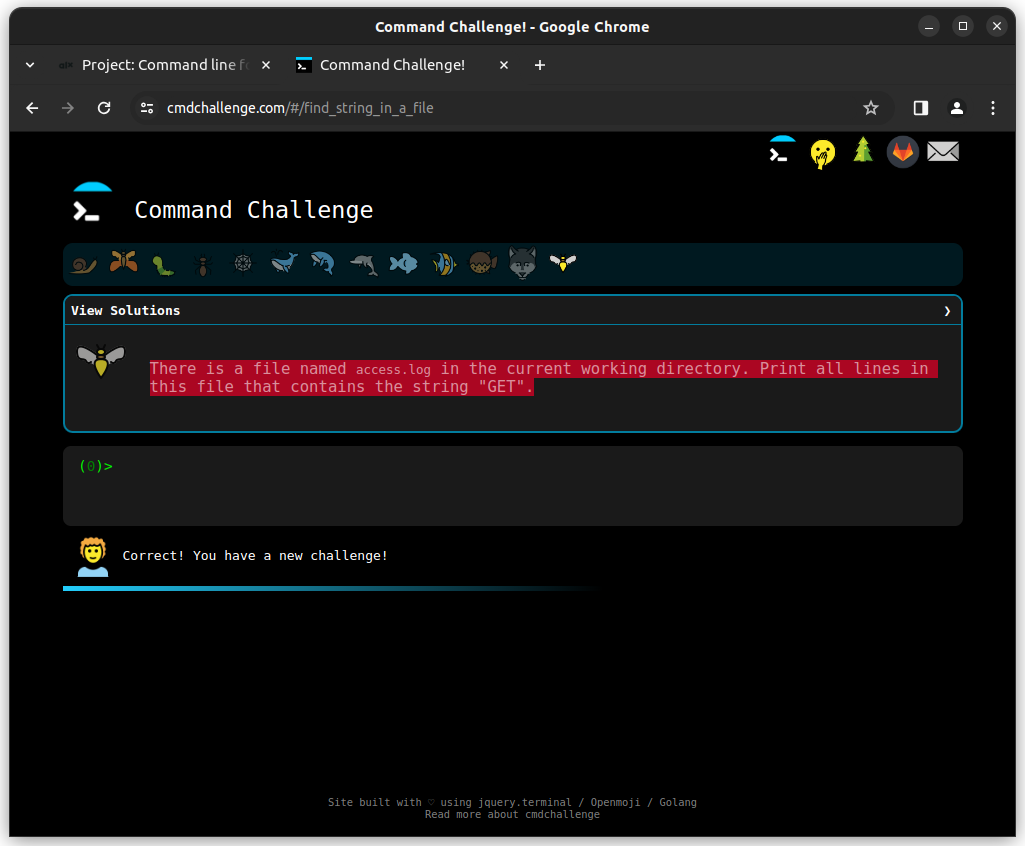 Command Challenge! - Google Chrome
Project: Command line fo
Command Challenge!
cmdchallenge.com/#/find_string_in_a_file
Command Challenge
View Solutions
There is a file named access.log in the current working directory. Print all lines in
this file that contains the string "GET".
(0)>
Correct! You have a new challenge!
Site built with ♡ using jquery.terminal / Openmoji / Golang
Read more about cmdchallenge